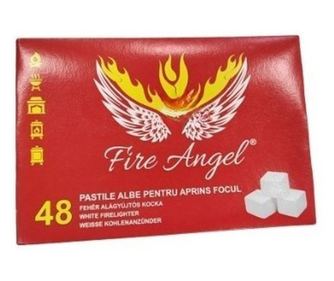 Fire Angel®
48
PASTILE ALBE PENTRU APRINS FOCUL
FEHÉR ALÁGYÚJTÓS KOCKA
WHITE FIRELIGHTER
WEISSE KOHLENANZÜNDER